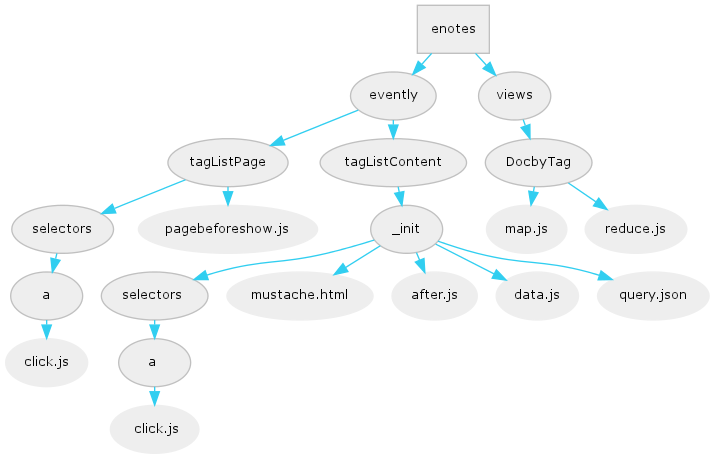 enotes
evently
views
tagListPage
tagListContent
DocbyTag
selectors
pagebeforeshow.js
_init
map.js
reduce.js
a
selectors
mustache.html
after.js
data.js
query.json
click.js
a
click.js